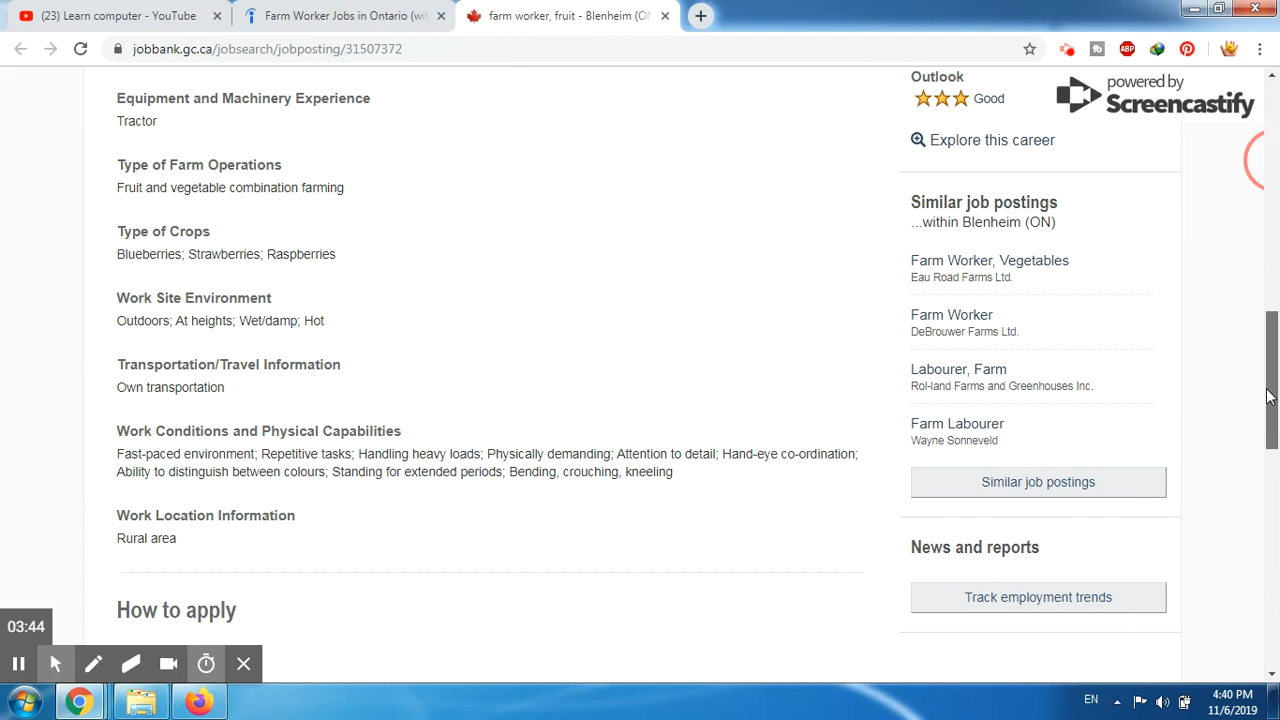 (23) Learn computer - YouTube
Farm Worker Jobs in Ontario (wit
farm worker, fruit - Blenheim (ON
jobbank.gc.ca/jobsearch/jobposting/31507372
ABP
powered by
Screencastify
Equipment and Machinery Experience
Tractor
Type of Farm Operations
Fruit and vegetable combination farming
Type of Crops
Blueberries; Strawberries; Raspberries
Work Site Environment
Outdoors; At heights; Wet/damp; Hot
Transportation/Travel Information
Own transportation
Work Conditions and Physical Capabilities
Fast-paced environment; Repetitive tasks; Handling heavy loads; Physically demanding; Attention to detail; Hand-eye co-ordination;
Ability to distinguish between colours; Standing for extended periods; Bending, crouching, kneeling
Work Location Information
Rural area
How to apply
Outlook
Good
Explore this career
Similar job postings
...within Blenheim (ON)
Farm Worker, Vegetables
Eau Road Farms Ltd.
Farm Worker
DeBrouwer Farms Ltd.
Labourer, Farm
Rol-land Farms and Greenhouses Inc.
Farm Labourer
Wayne Sonneveld
Similar job postings
News and reports
Track employment trends
03:44
EN
4:40 PM
11/6/2019